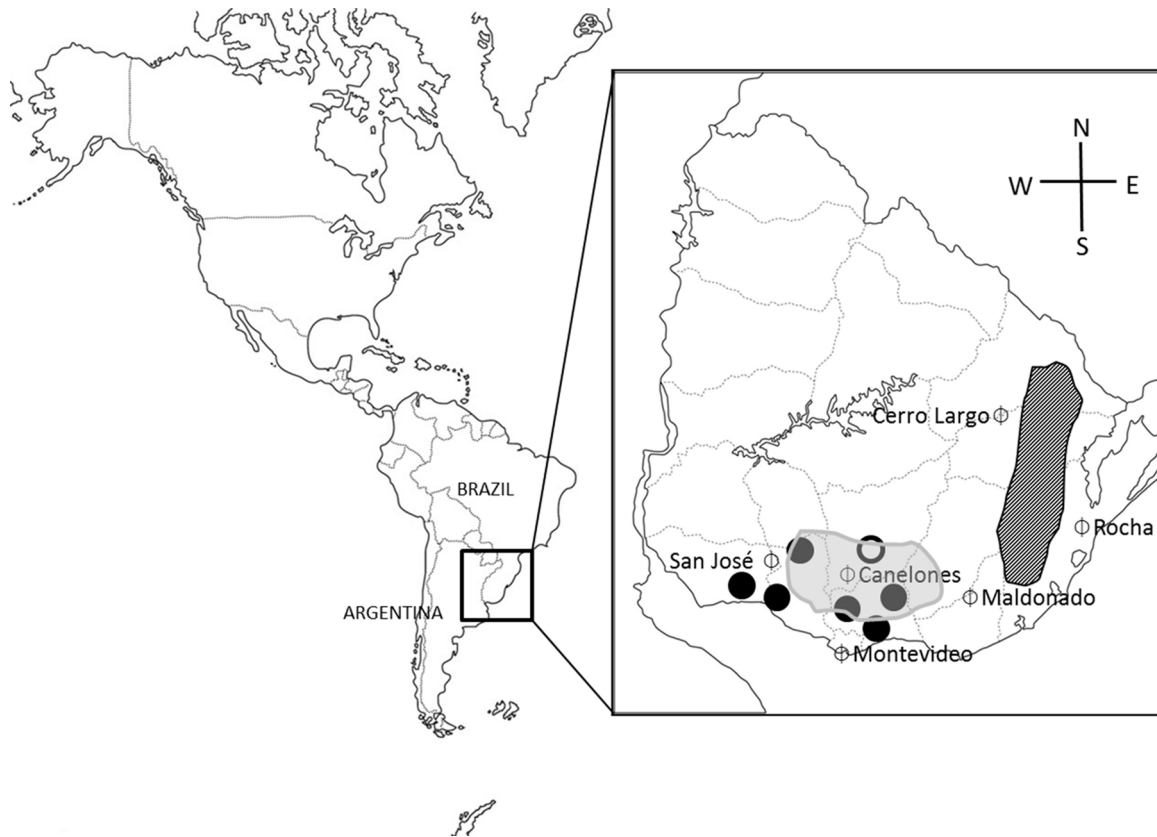 N
W E
S
Cerro Largo
BRAZIL
Rocha
San José
Canelones
Maldonado
ARGENTINA
Montevideo